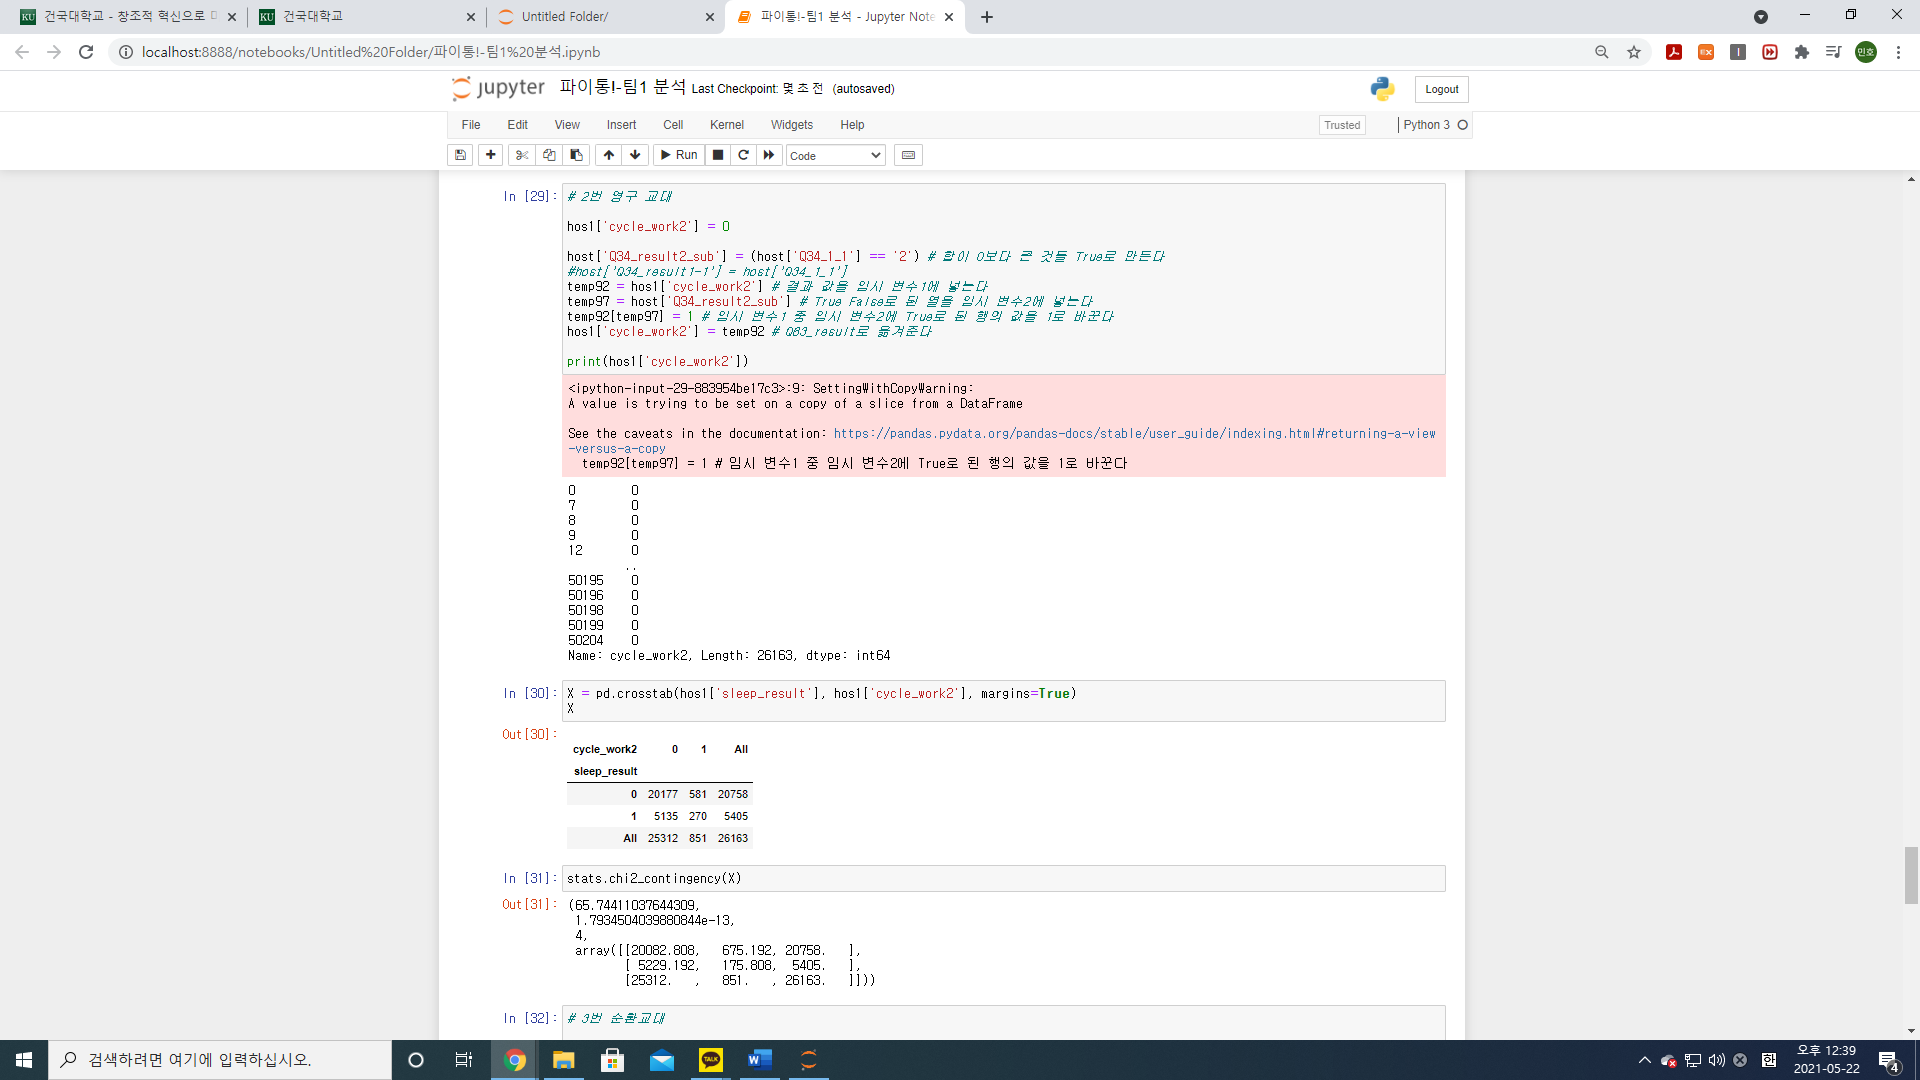 건국대학교 - 창조적 혁신으로 ㄷ
건국대학교
Untitled Folder/
파이통!-팀1 분석 - Jupyter Note
localhost:8888/notebooks/Untitled%20Folder/파이통!-팀1%20분석.ipynb
민호
jupyter 파이통!-팀1 분석 Last Checkpoint: 몇 초 전 (autosaved)
Logout
File Edit View Insert Cell Kernel Widgets Help
Trusted
Python 3
Run
Code
In [29]:
# 2번 영구 교대
hos1['cycle_work2'] = 0
host['Q34_result2_sub'] = (host['Q34_1_1'] == '2') # 합이 0보다 큰 것들 True로 만든다
#host['Q34_result1-1'] = host['Q34_1_1']
temp92 = hos1['cycle_work2'] # 결과 값을 임시 변수1에 넣는다
temp97 = host['Q34_result2_sub'] # True False로 된 열을 임시 변수2에 넣는다
temp92[temp97] = 1 # 임시 변수1 중 임시 변수2에 True로 된 행의 값을 1로 바꾼다
hos1['cycle_work2'] = temp92 # Q63_result로 옮겨준다
print(hos1['cycle_work2'])
<ipython-input-29-883954be17c3>:9: SettingWithCopyWarning:
A value is trying to be set on a copy of a slice from a DataFrame
See the caveats in the documentation: https://pandas.pydata.org/pandas-docs/stable/user_guide/indexing.html#returning-a-view
-versus-a-copy
temp92[temp97] = 1 # 임시 변수1 중 임시 변수2에 True로 된 행의 값을 1로 바꾼다
0 0
7 0
8 0
9 0
12 0
..
50195 0
50196 0
50198 0
50199 0
50204 0
Name: cycle_work2, Length: 26163, dtype: int64
In [30]:
X = pd.crosstab(hos1['sleep_result'], hos1['cycle_work2'], margins=True)
X
Out[30]:
cycle_work2 0 1 All
sleep_result
0 20177 581 20758
1 5135 270 5405
All 25312 851 26163
In [31]:
stats.chi2_contingency(X)
Out[31]:
(65.74411037644309,
1.7934504039880844e-13,
4,
array([[20082.808, 675.192, 20758. ],
[ 5229.192, 175.808, 5405. ],
[25312. , 851. , 26163. ]]))
In [32]:
# 3번 순환교대
검색하려면 여기에 입력하십시오.
TALK
한
오후 12:39
2021-05-22
4